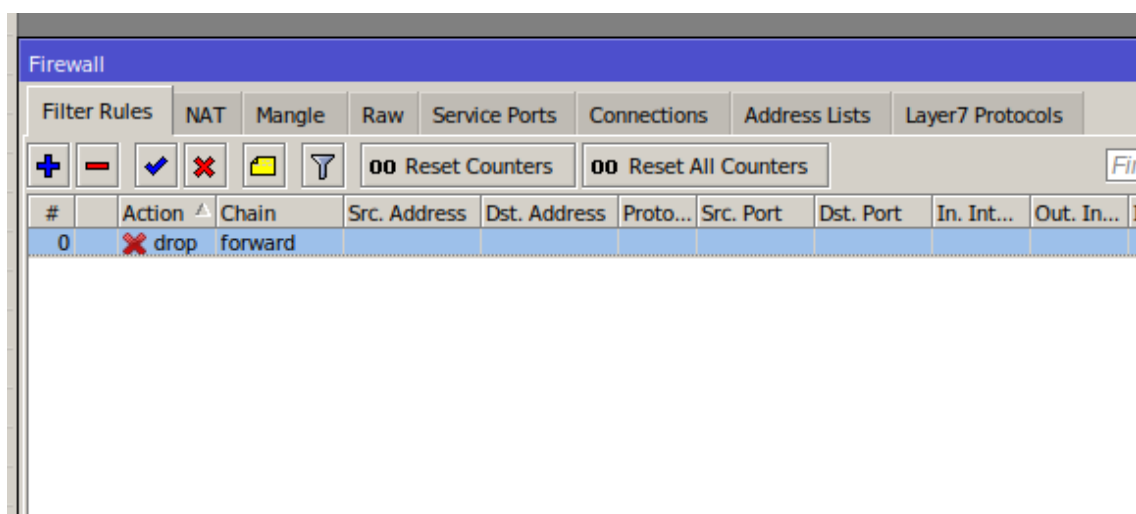 Firewall
Filter Rules NAT Mangle Raw Service Ports Connections Address Lists Layer7 Protocols
00 Reset Counters 00 Reset All Counters
# Action Chain Src. Address Dst. Address Proto... Src. Port Dst. Port In. Int... Out. In...
0 drop forward